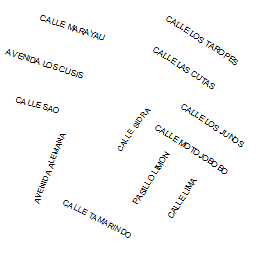 CALLE MARAYAU
CALLE LOS TAROPES
AVENIDA LOS CUSIS
CALLE LAS CUTAS
CALLE SAO
CALLE SIDRA
CALLE LOS JUNOS
CALLE MOTOJOBOBO
AVENIDA ALEMANA
PASILLO LIMON
CALLE LIMA
CALLE TAMARINDO